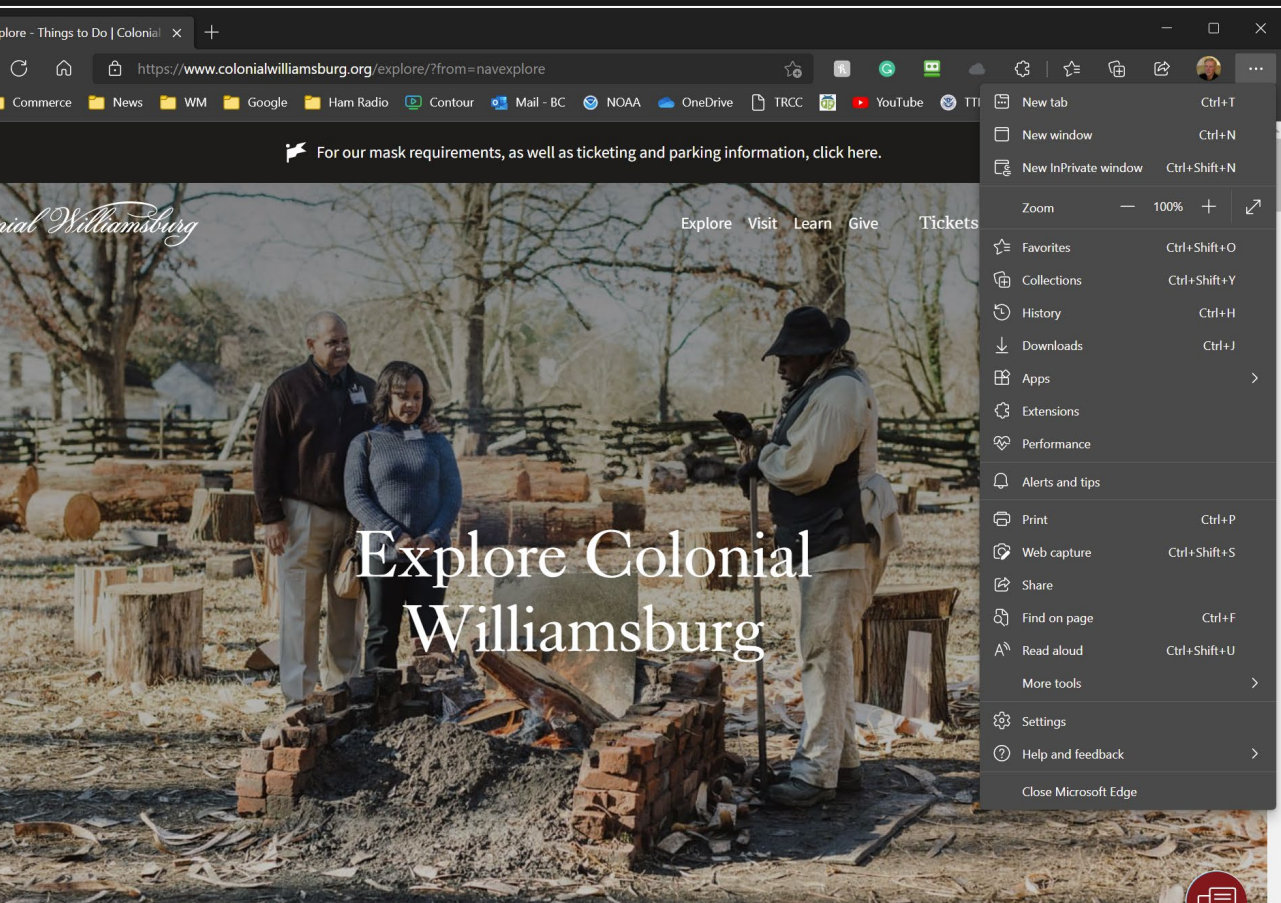 plore - Things to Do | Colonial
https://www.colonialwilliamsburg.org/explore/?from=navexplore
Commerce News WM Google Ham Radio Contour Mail - BC NOAA OneDrive TRCC YouTube
For our mask requirements, as well as ticketing and parking information, click here.
nial Williamsburg
Explore Visit Learn Give Tickets
Explore Colonial
Williamsburg
New tab Ctrl+T
New window Ctrl+N
New InPrivate window Ctrl+Shift+N
Zoom — 100% +
Favorites Ctrl+Shift+O
Collections Ctrl+Shift+Y
History Ctrl+H
Downloads Ctrl+J
Apps
Extensions
Performance
Alerts and tips
Print Ctrl+P
Web capture Ctrl+Shift+S
Share
Find on page Ctrl+F
Read aloud Ctrl+Shift+U
More tools
Settings
Help and feedback
Close Microsoft Edge